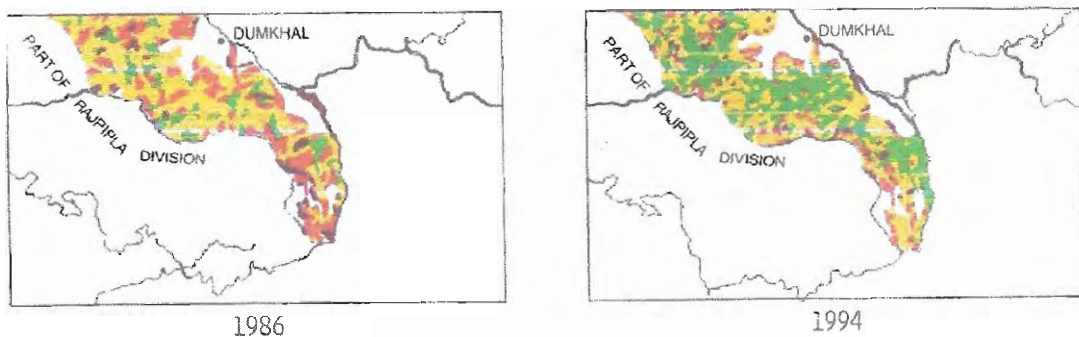 DUMKHAL
PART OF RAJPIPLA
DIVISION
1986
DUMKHAL
PART OF RAJPIPLA
DIVISION
1994